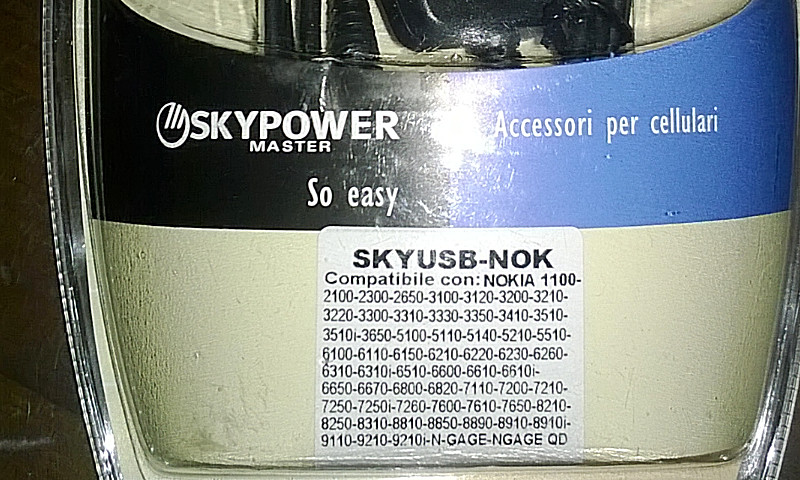 SKYPOWER
MASTER
Accessori per cellulari
So easy
SKYUSB-NOK
Compatibile con: NOKIA 1100-
2100-2300-2650-3100-3120-3200-3210-
3220-3300-3310-3330-3350-3410-3510-
3510i-3650-5100-5110-5140-5210-5510-
6100-6110-6150-6210-6220-6230-6260-
6310-6310i-6510-6600-6610-6610i-
6650-6670-6800-6820-7110-7200-7210-
7250-7250i-7260-7600-7610-7650-8210-
8250-8310-8810-8850-8890-8910-8910i-
9110-9210-9210i-N-GAGE-NGAGE QD